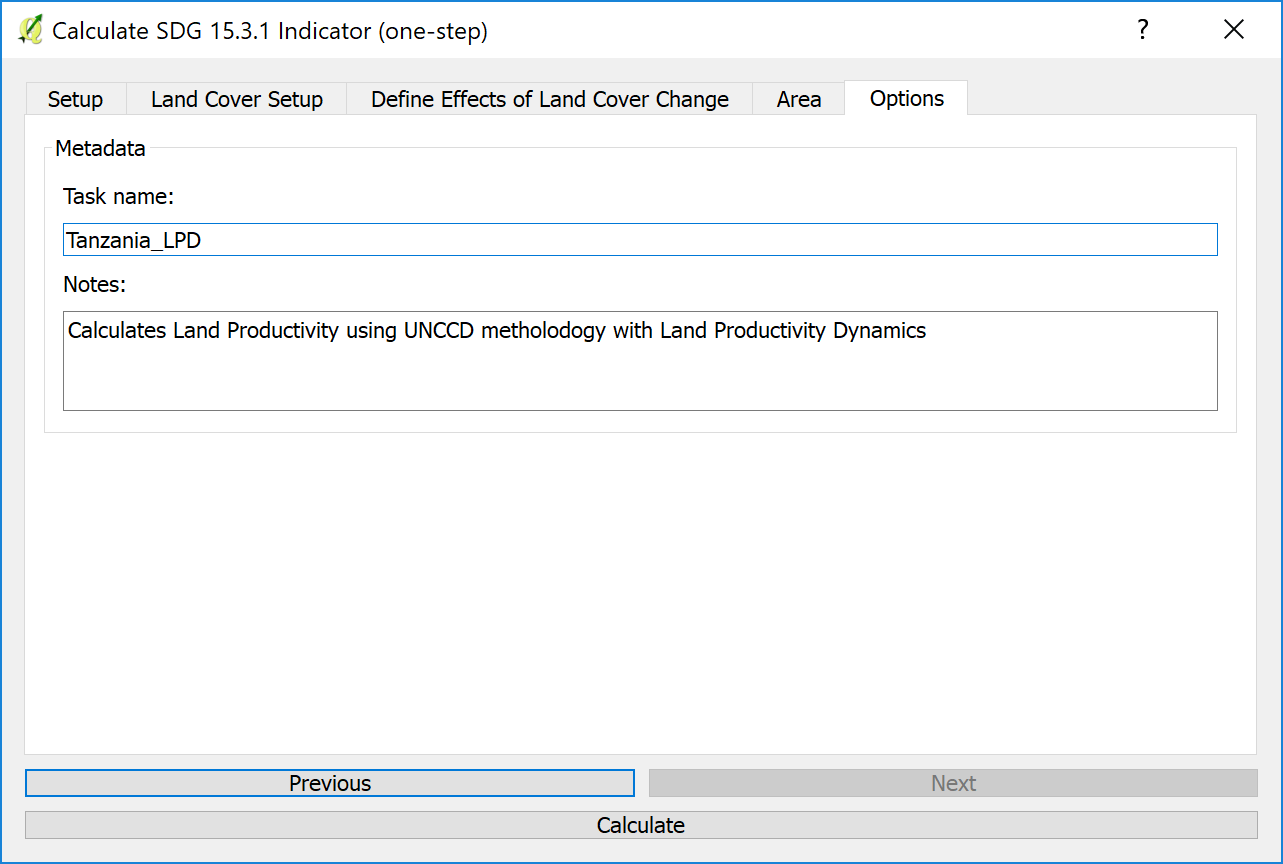 Calculate SDG 15.3.1 Indicator (one-step)
?
Setup
Land Cover Setup
Define Effects of Land Cover Change
Area
Options
Metadata
Task name:
Tanzania_LPD
Notes:
Calculates Land Productivity using UNCCD metholodogy with Land Productivity Dynamics
Previous
Next
Calculate